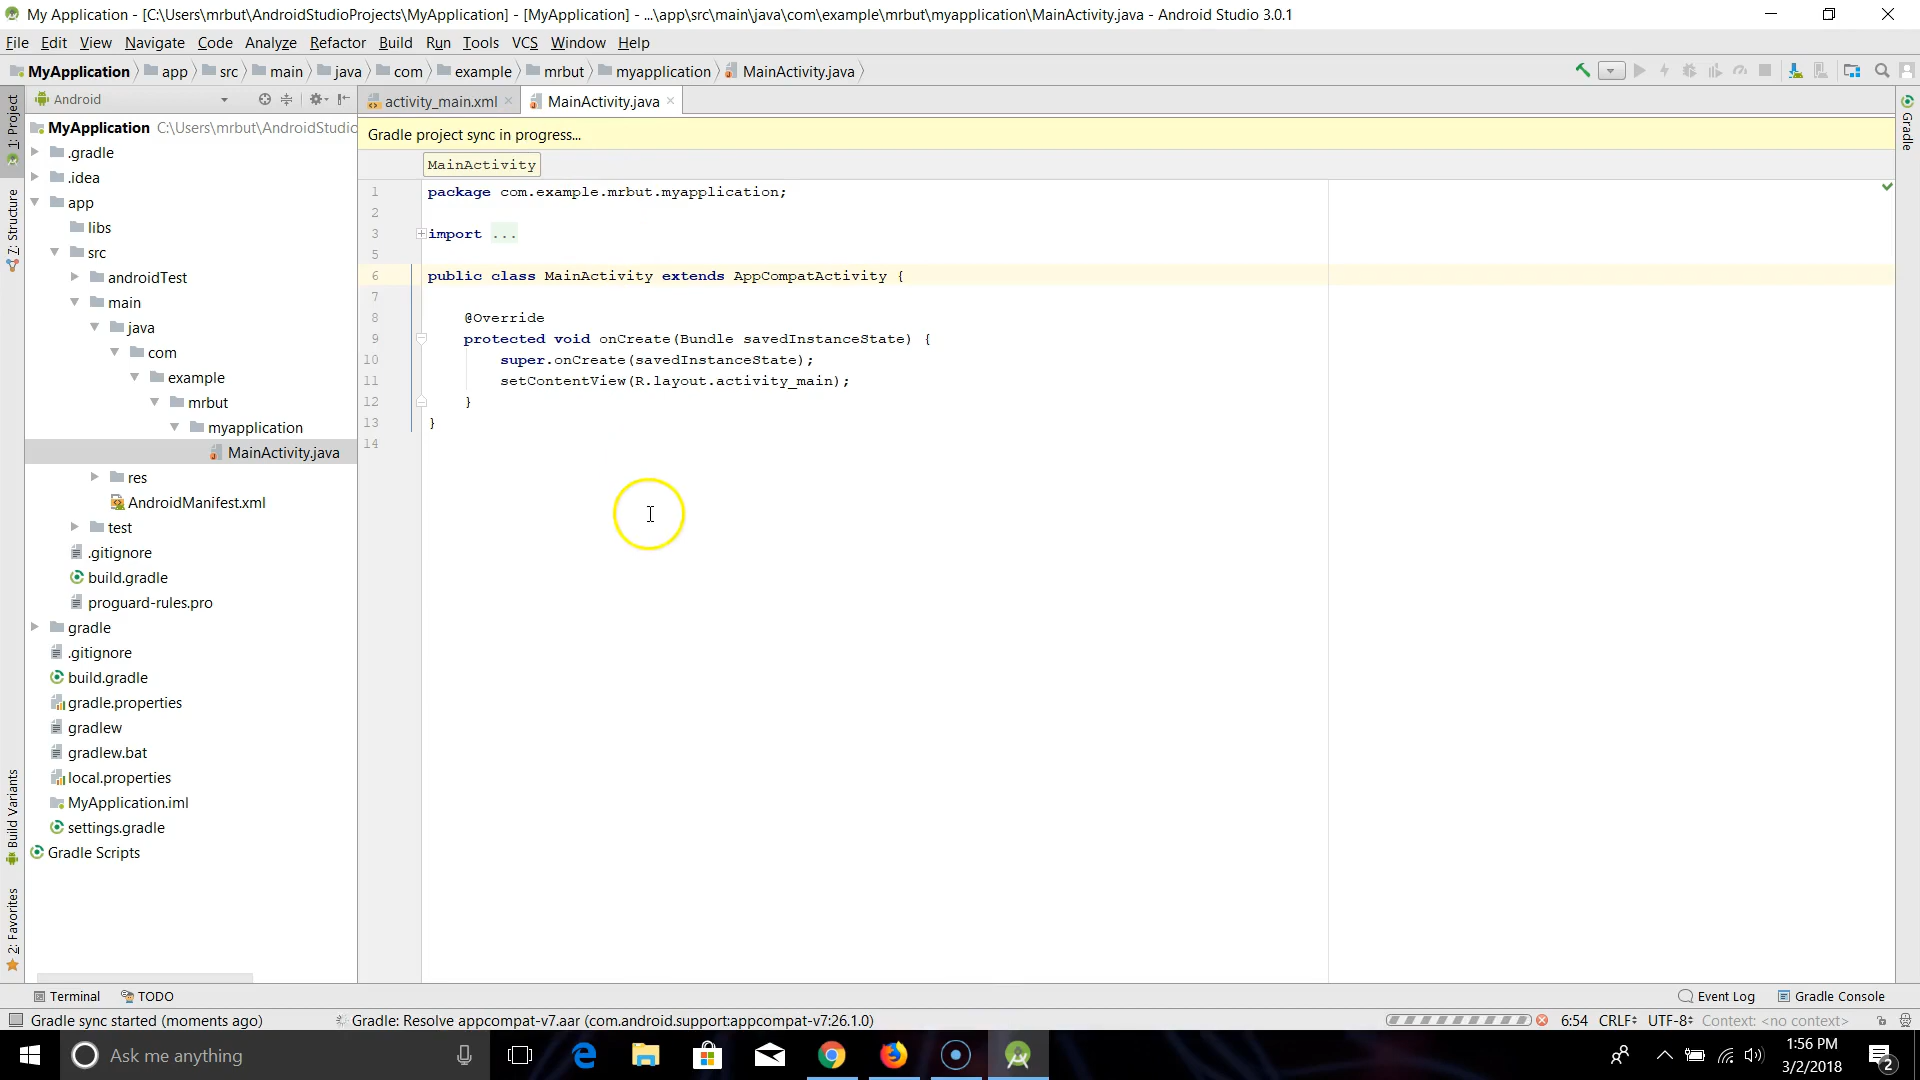 My Application - [C:\Users\mrbut\AndroidStudioProjects\MyApplication] - [MyApplication] - ...\app\src\main\java\com\example\mrbut\myapplication\MainActivity.java - Android Studio 3.0.1
File Edit View Navigate Code Analyze Refactor Build Run Tools VCS Window Help
MyApplication app src main java com example mrbut myapplication MainActivity.java
1: Project
7: Structure
Build Variants
2: Favorites
Android
MyApplication C:\Users\mrbut\AndroidStudio
.gradle
.idea
app
libs
src
androidTest
main
java
com
example
mrbut
myapplication
MainActivity.java
res
AndroidManifest.xml
test
.gitignore
build.gradle
proguard-rules.pro
gradle
.gitignore
build.gradle
gradle.properties
gradlew
gradlew.bat
local.properties
MyApplication.iml
settings.gradle
Gradle Scripts
activity_main.xml MainActivity.java
Gradle project sync in progress...
MainActivity
1 package com.example.mrbut.myapplication;
2
3 import ...
5
6 public class MainActivity extends AppCompatActivity {
7
8 @Override
9 protected void onCreate(Bundle savedInstanceState) {
10 super.onCreate(savedInstanceState);
11 setContentView(R.layout.activity_main);
12 }
13 }
14
Gradle
Terminal TODO Event Log Gradle Console
Gradle sync started (moments ago) Gradle: Resolve appcompat-v7.aar (com.android.support:appcompat-v7:26.1.0) 6:54 CRLF UTF-8 Context: <no context>
Ask me anything
1:56 PM
3/2/2018
2